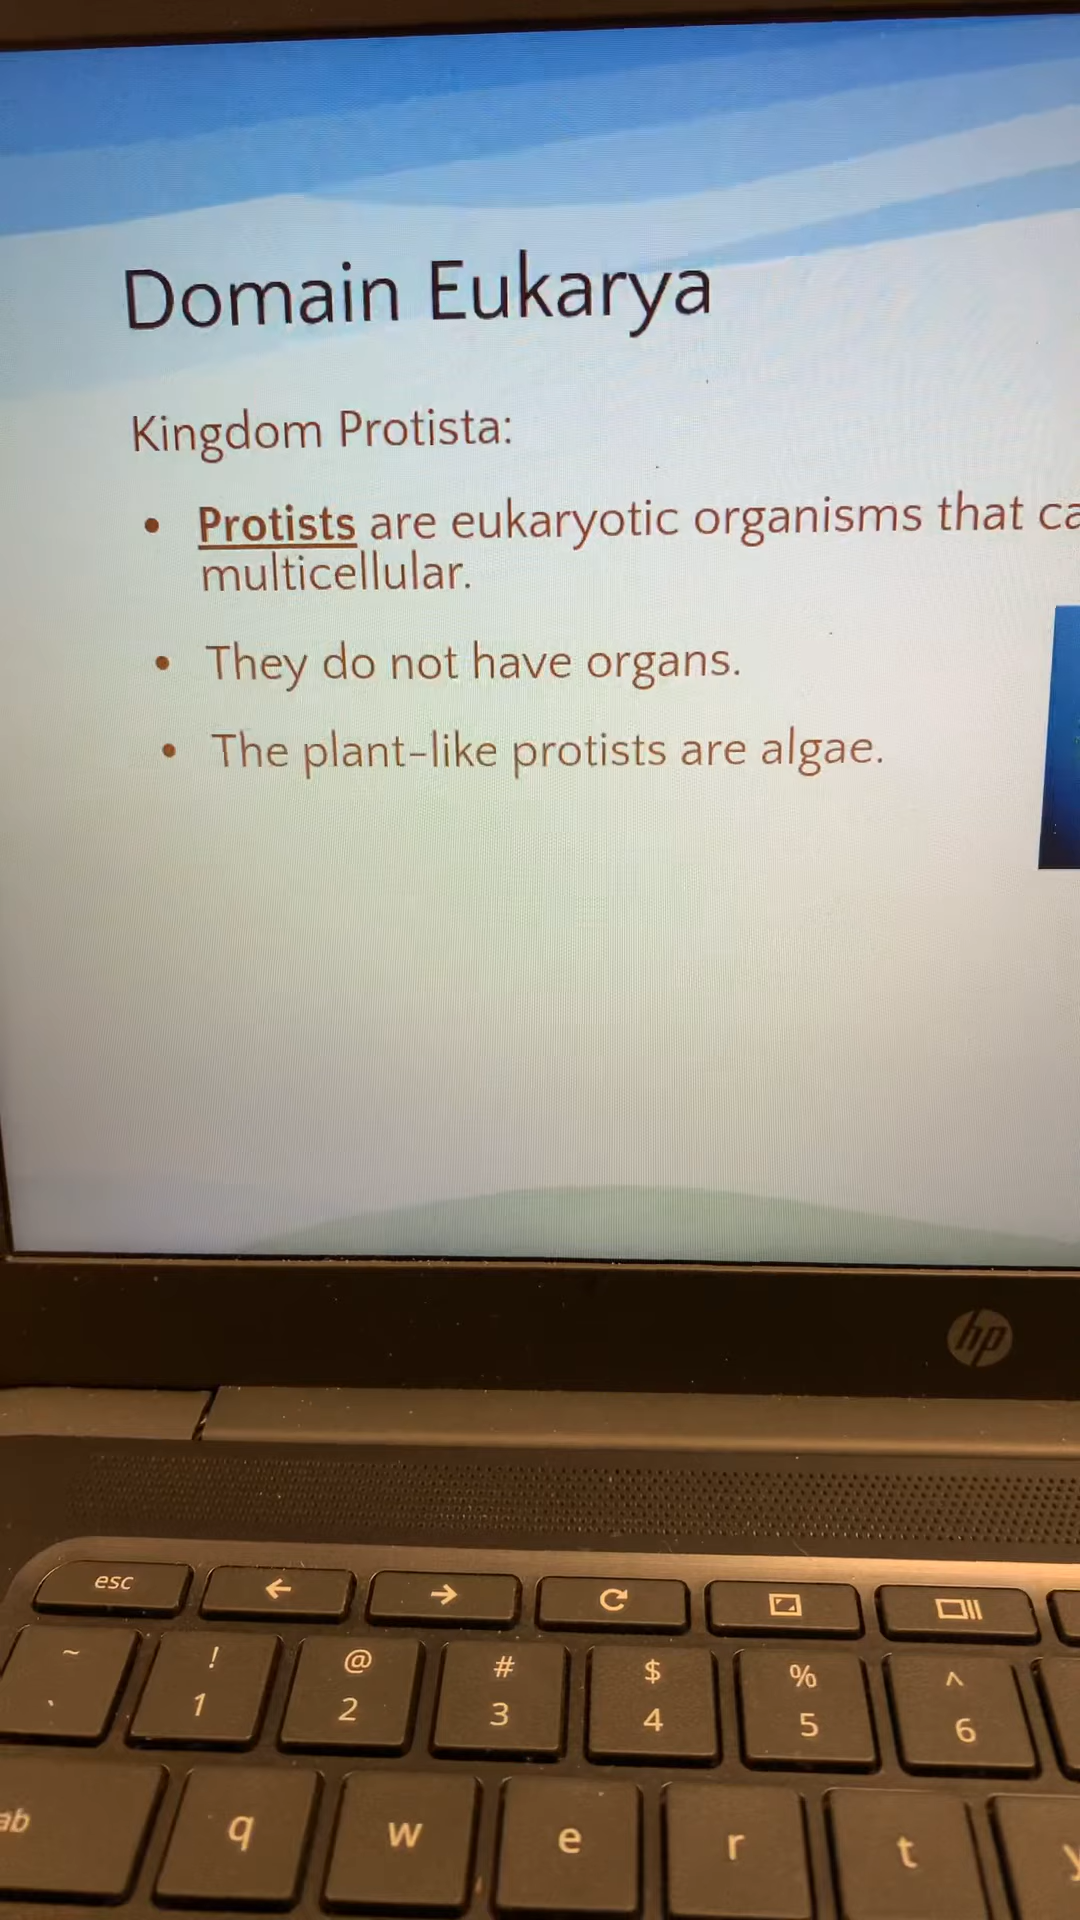 Domain Eukarya
Kingdom Protista:
• Protists are eukaryotic organisms that ca
multicellular.
• They do not have organs.
• The plant-like protists are algae.
hp
esc
~ ! @ # $ % ^
` 1 2 3 4 5 6
ab q w e r t y